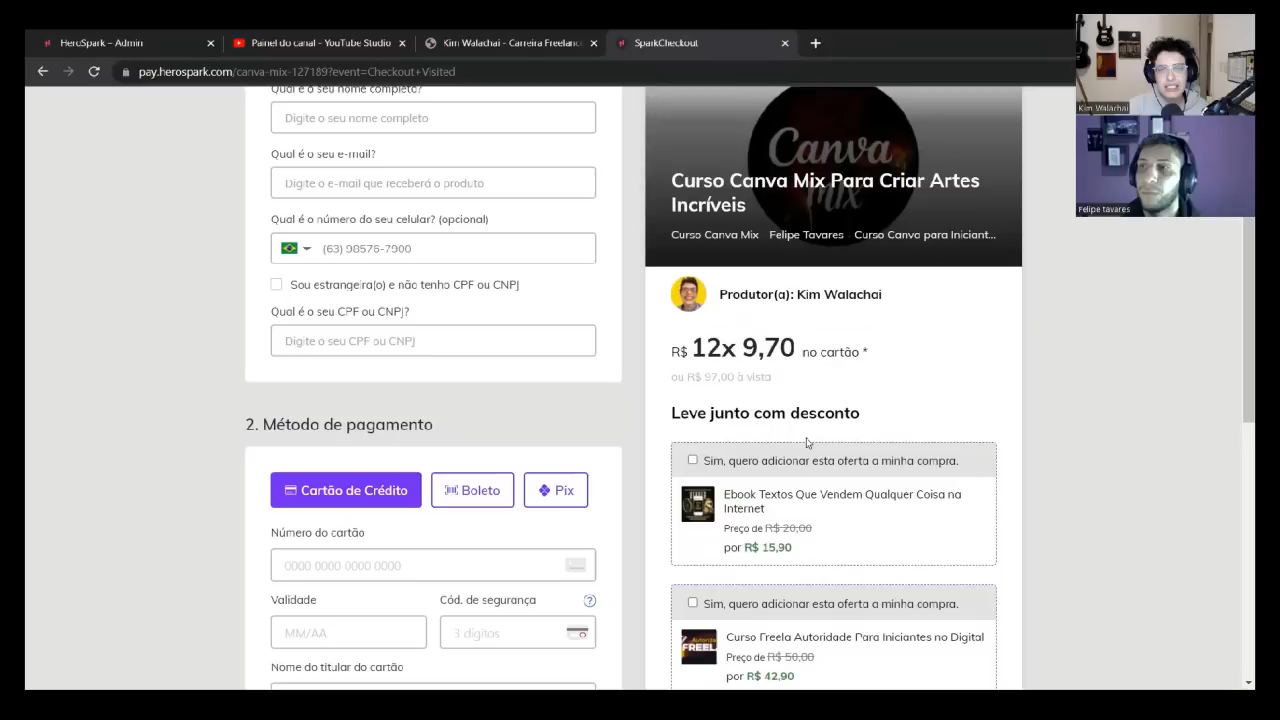 HeroSpark – Admin
Painel do canal - YouTube Studio
Kim Walachai - Carreira Freelance
SparkCheckout
pay.herospark.com/canva-mix-127189?event=Checkout+Visited
Kim Walachai
Felipe tavares
Qual é o seu nome completo?
Digite o seu nome completo
Qual é o seu e-mail?
Digite o e-mail que receberá o produto
Qual é o número do seu celular? (opcional)
(63) 98576-7900
Sou estrangeira(o) e não tenho CPF ou CNPJ
Qual é o seu CPF ou CNPJ?
Digite o seu CPF ou CNPJ
2. Método de pagamento
Cartão de Crédito
Boleto
Pix
Número do cartão
0000 0000 0000 0000
Validade
Cód. de segurança
?
MM/AA
3 dígitos
Nome do titular do cartão
Canva
mix
Curso Canva Mix Para Criar Artes
Incríveis
Curso Canva Mix Felipe Tavares Curso Canva para Iniciant...
Produtor(a): Kim Walachai
R$ 12x 9,70 no cartão *
ou R$ 97,00 à vista
Leve junto com desconto
Sim, quero adicionar esta oferta a minha compra.
Ebook Textos Que Vendem Qualquer Coisa na
Internet
Preço de R$ 20,00
por R$ 15,90
Sim, quero adicionar esta oferta a minha compra.
Curso Freela Autoridade Para Iniciantes no Digital
Preço de R$ 50,00
por R$ 42,90